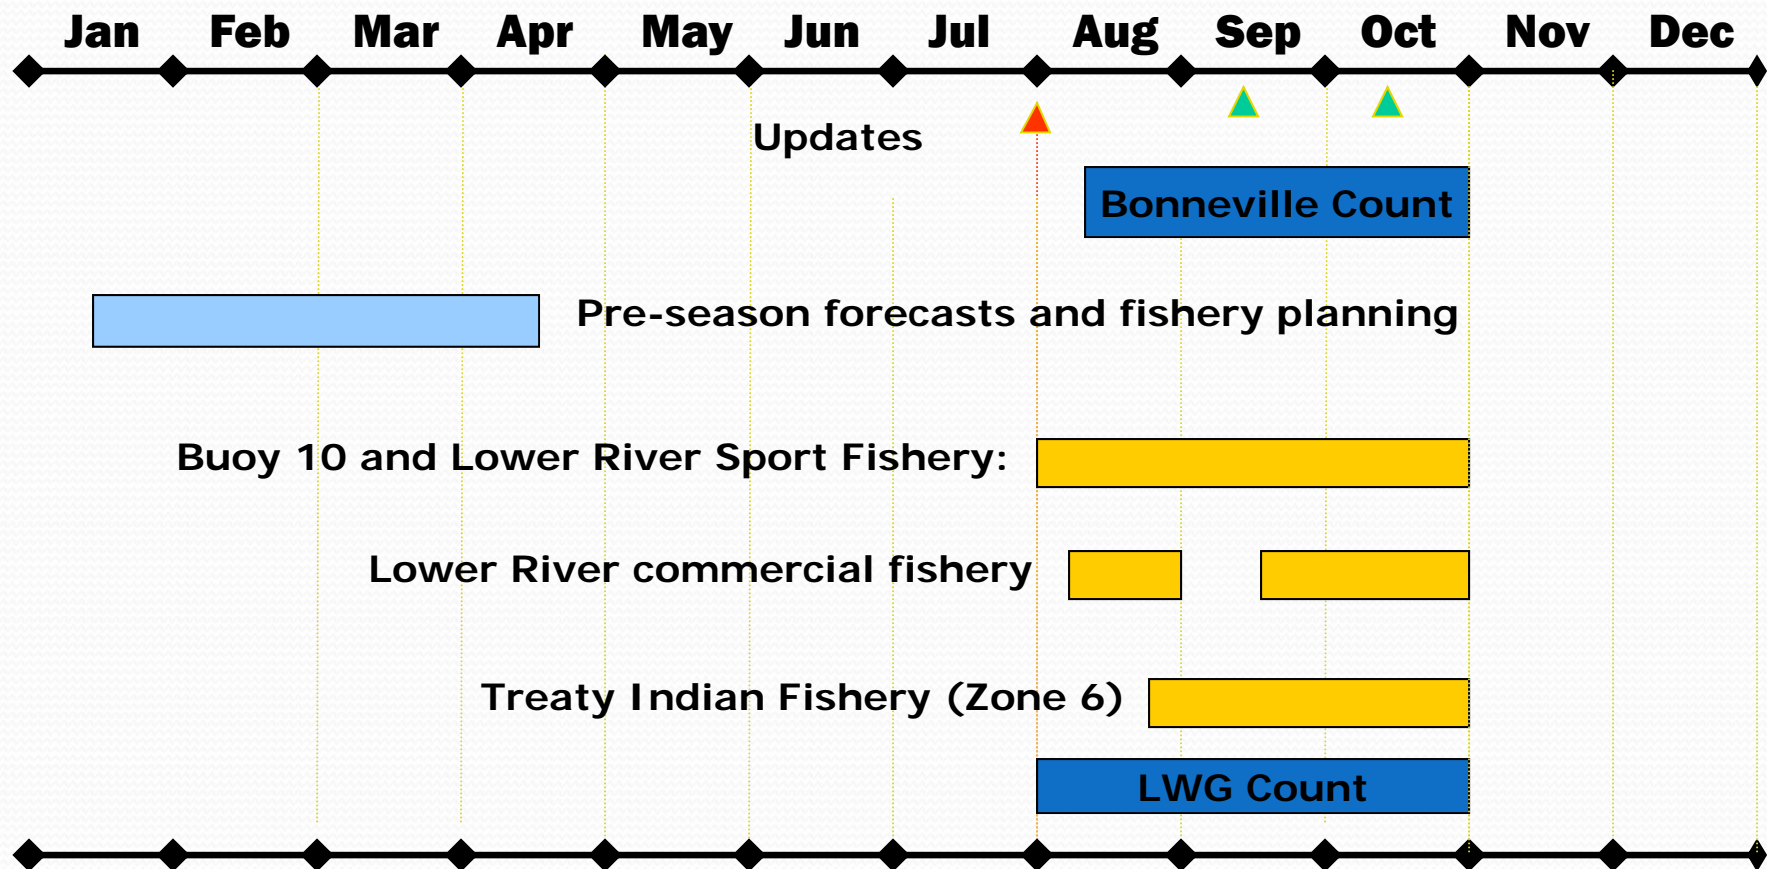 Jan Feb Mar Apr May Jun Jul Aug Sep Oct Nov Dec
Updates
Bonneville Count
Pre-season forecasts and fishery planning
Buoy 10 and Lower River Sport Fishery:
Lower River commercial fishery
Treaty Indian Fishery (Zone 6)
LWG Count